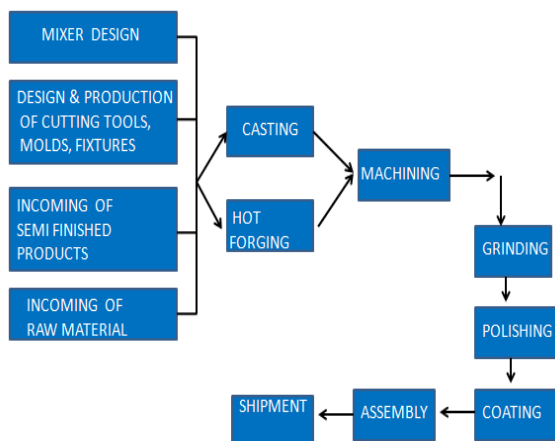 MIXER DESIGN
DESIGN & PRODUCTION
OF CUTTING TOOLS,
MOLDS, FIXTURES
INCOMING OF
SEMI FINISHED
PRODUCTS
INCOMING OF
RAW MATERIAL
CASTING
HOT
FORGING
MACHINING
GRINDING
POLISHING
COATING
ASSEMBLY
SHIPMENT